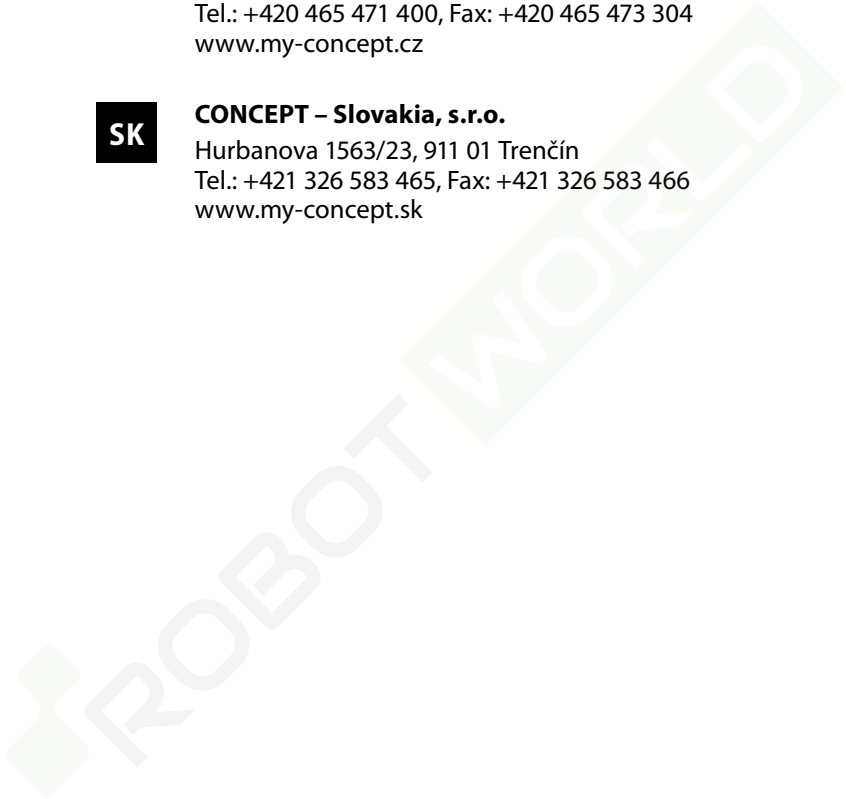 Tel.: +420 465 471 400, Fax: +420 465 473 304
www.my-concept.cz
SK
CONCEPT – Slovakia, s.r.o.
Hurbanova 1563/23, 911 01 Trenčín
Tel.: +421 326 583 465, Fax: +421 326 583 466
www.my-concept.sk
ROBOT WORLD